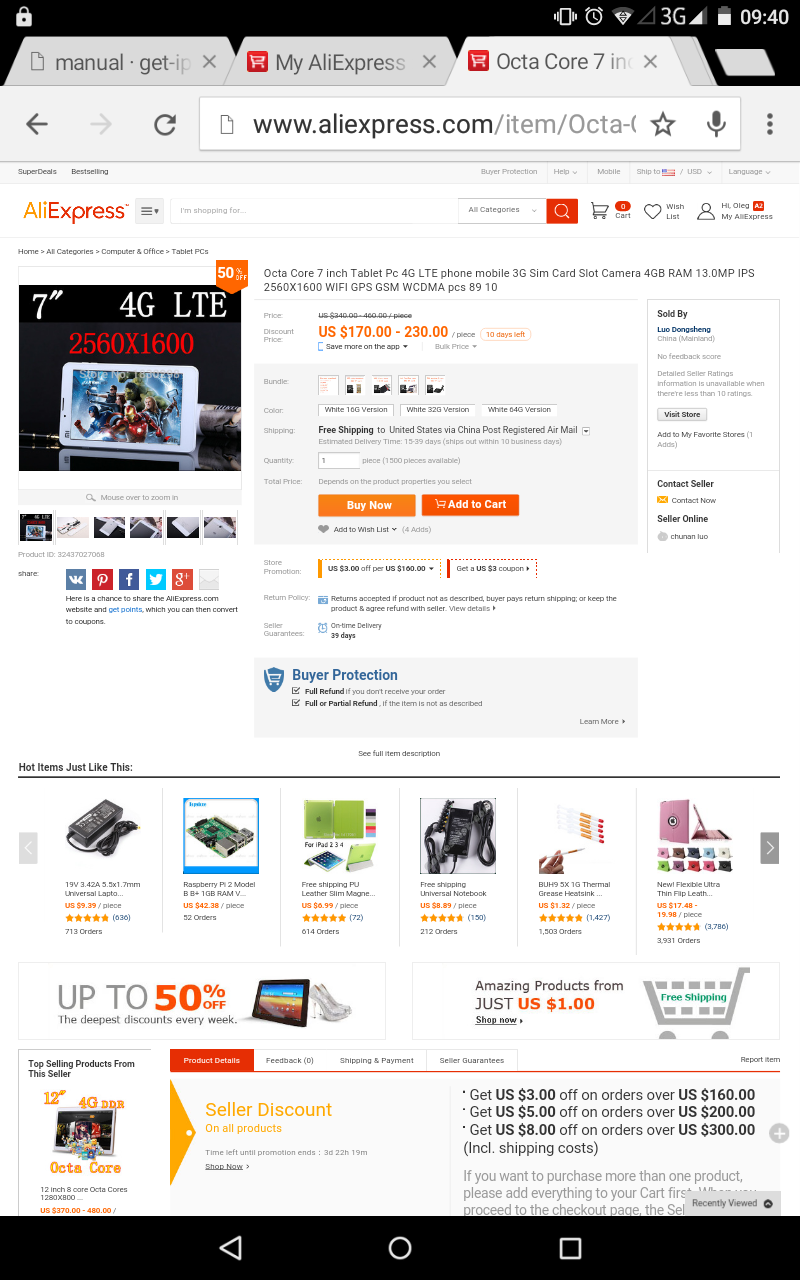 3G 09:40
manual · get-ip
My AliExpress
Octa Core 7 inc
www.aliexpress.com/item/Octa-C
SuperDeals Bestselling
Buyer Protection Help Mobile Ship to / USD Language
AliExpress™
I'm shopping for...
All Categories
0 Cart
Wish List
Hi, Oleg A2
My AliExpress
Home > All Categories > Computer & Office > Tablet PCs
50% OFF
7″ 4G LTE
2560X1600
Octa Core 7 inch Tablet Pc 4G LTE phone mobile 3G Sim Card Slot Camera 4GB RAM 13.0MP IPS
2560X1600 WIFI GPS GSM WCDMA pcs 89 10
Price: US $340.00 - 460.00 / piece
Discount Price: US $170.00 - 230.00 / piece 10 days left
Save more on the app Bulk Price
Bundle:
Color: White 16G Version White 32G Version White 64G Version
Shipping: Free Shipping to United States via China Post Registered Air Mail
Estimated Delivery Time: 15-39 days (ships out within 10 business days)
Quantity: 1 piece (1500 pieces available)
Total Price: Depends on the product properties you select
Buy Now Add to Cart
Add to Wish List (4 Adds)
Sold By
Luo Dongsheng
China (Mainland)
No feedback score
Detailed Seller Ratings
information is unavailable when
there're less than 10 ratings.
Visit Store
Add to My Favorite Stores (1
Adds)
Contact Seller
Contact Now
Seller Online
chunan luo
Mouse over to zoom in
Product ID: 32437027068
share:
Here is a chance to share the AliExpress.com
website and get points, which you can then convert
to coupons.
Store Promotion: US $3.00 off per US $160.00 Get a US $3 coupon
Return Policy: Returns accepted if product not as described, buyer pays return shipping; or keep the
product & agree refund with seller. View details
Seller Guarantees: On-time Delivery
39 days
Buyer Protection
Full Refund if you don't receive your order
Full or Partial Refund , if the item is not as described
Learn More
See full item description
Hot Items Just Like This:
19V 3.42A 5.5x1.7mm
Universal Lapto...
US $9.39 / piece
(636)
713 Orders
Raspberry Pi 2 Model
B B+ 1GB RAM V...
US $42.38 / piece
52 Orders
For iPad 2 3 4
Free shipping PU
Leather Slim Magne...
US $6.99 / piece
(72)
614 Orders
Free shipping
Universal Notebook
US $8.89 / piece
(150)
212 Orders
BUH9 5X 1G Thermal
Grease Heatsink ...
US $1.32 / piece
(1,427)
1,503 Orders
New! Flexible Ultra
Thin Flip Leath...
US $17.48 -
19.98 / piece
(3,786)
3,931 Orders
UP TO 50% OFF
The deepest discounts every week.
Amazing Products from
JUST US $1.00
Shop now
Free Shipping
Top Selling Products From
This Seller
12″ 4G DDR
Octa Core
12 inch 8 core Octa Cores
1280X800 ...
US $370.00 - 480.00 /
Product Details Feedback (0) Shipping & Payment Seller Guarantees Report item
Seller Discount
On all products
Time left until promotion ends : 3d 22h 19m
Shop Now
· Get US $3.00 off on orders over US $160.00
· Get US $5.00 off on orders over US $200.00
· Get US $8.00 off on orders over US $300.00
(Incl. shipping costs)
If you want to purchase more than one product,
please add everything to your Cart first. When you
proceed to the checkout page, the Sel
Recently Viewed